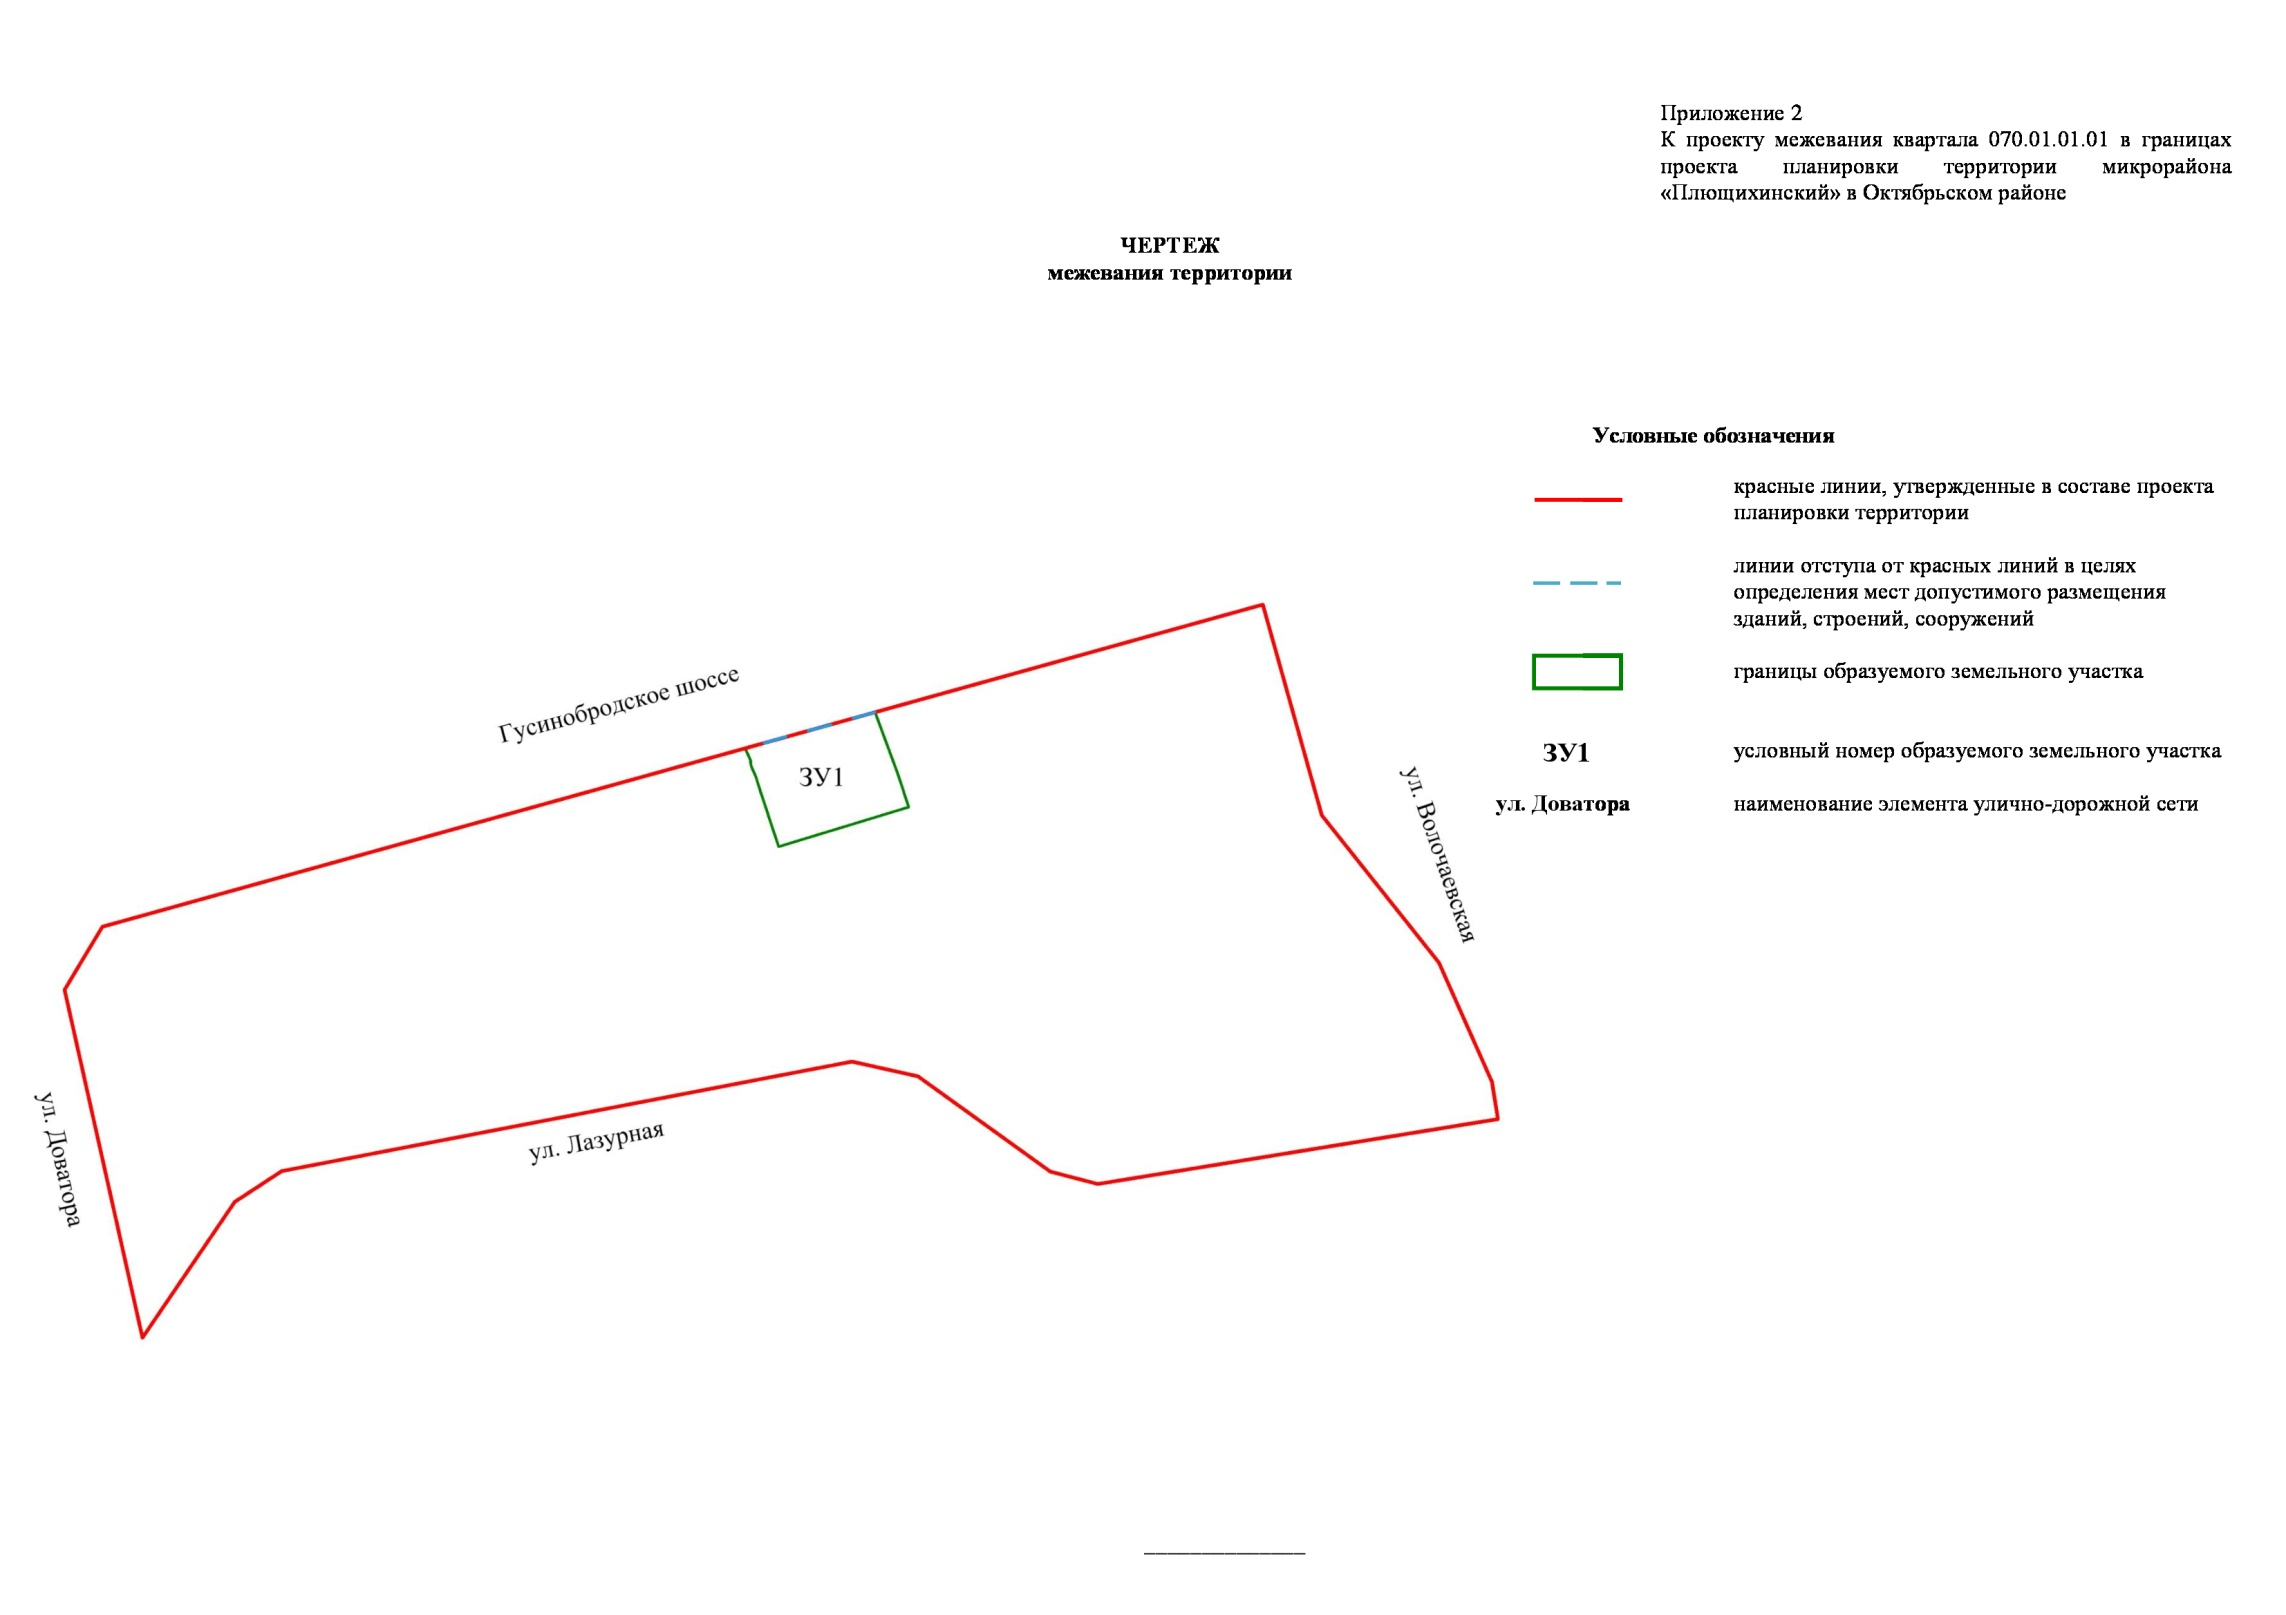 Приложение 2
К проекту межевания квартала 070.01.01.01 в границах
проекта планировки территории микрорайона
«Плющихинский» в Октябрьском районе
ЧЕРТЕЖ
межевания территории
Условные обозначения
красные линии, утвержденные в составе проекта
планировки территории
линии отступа от красных линий в целях
определения мест допустимого размещения
зданий, строений, сооружений
границы образуемого земельного участка
ЗУ1
условный номер образуемого земельного участка
ул. Доватора
наименование элемента улично-дорожной сети
Гусинобродское шоссе
ЗУ1
ул. Волочаевская
ул. Лазурная
ул. Доватора